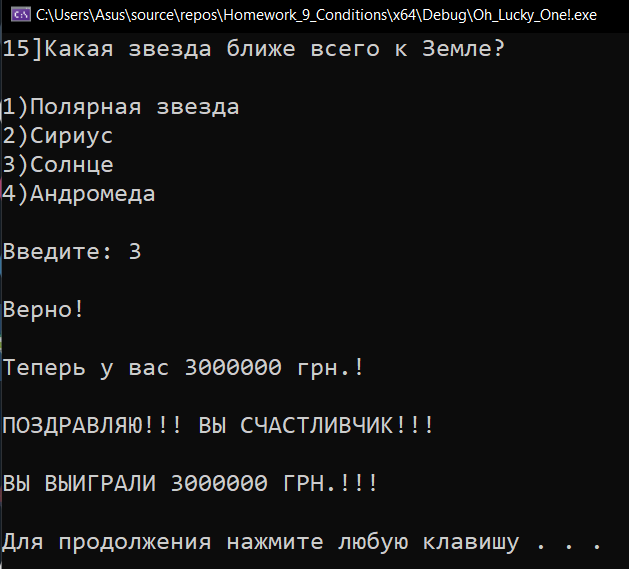 C:\Users\Asus\source\repos\Homework_9_Conditions\x64\Debug\Oh_Lucky_One!.exe
15]Какая звезда ближе всего к Земле?
1)Полярная звезда
2)Сириус
3)Солнце
4)Андромеда
Введите: 3
Верно!
Теперь у вас 3000000 грн.!
ПОЗДРАВЛЯЮ!!! ВЫ СЧАСТЛИВЧИК!!!
ВЫ ВЫИГРАЛИ 3000000 ГРН.!!!
Для продолжения нажмите любую клавишу . . .